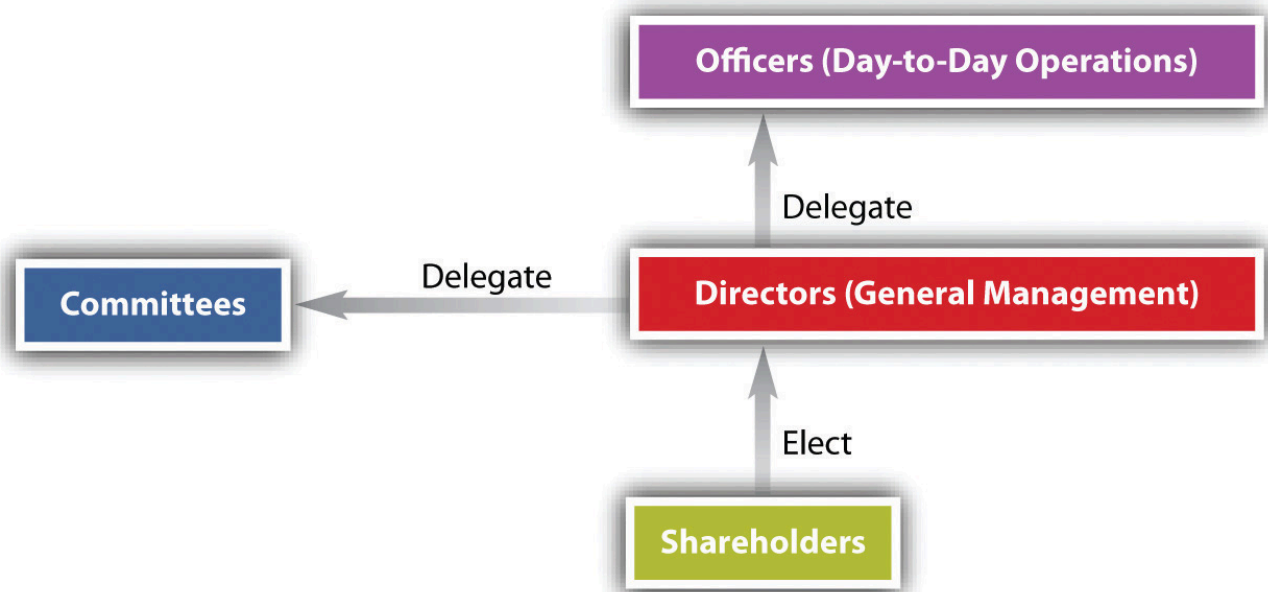 Officers (Day-to-Day Operations)
Delegate
Delegate
Directors (General Management)
Committees
Elect
Shareholders